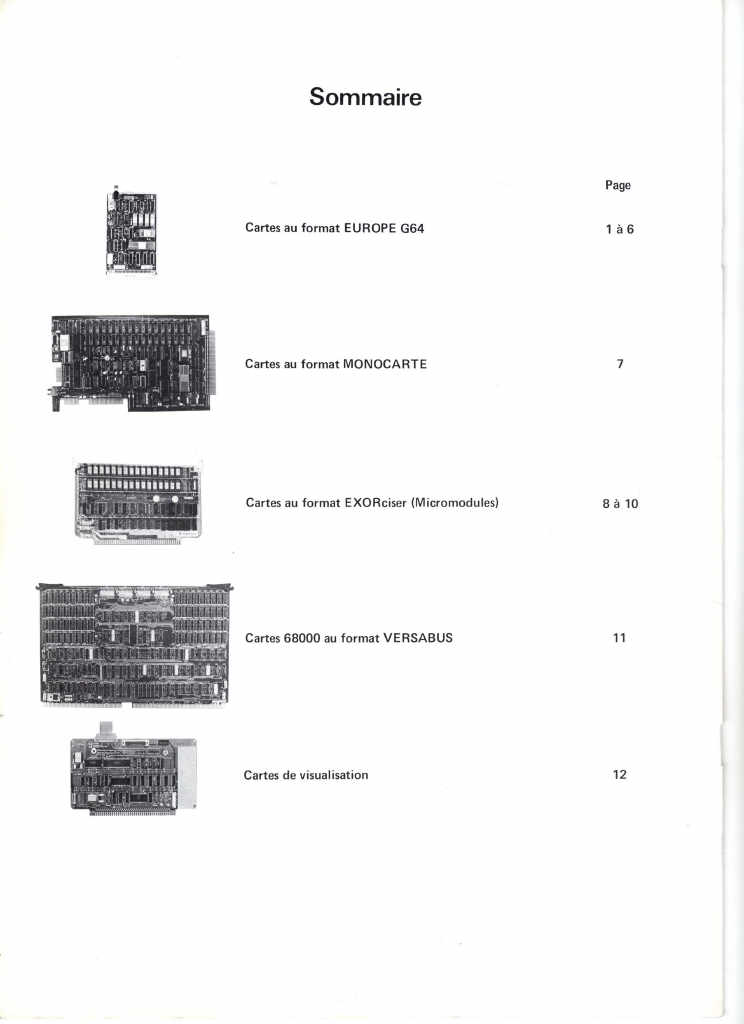 Sommaire
Page
Cartes au format EUROPE G64 1 à 6
Cartes au format MONOCARTE 7
Cartes au format EXORciser (Micromodules) 8 à 10
Cartes 68000 au format VERSABUS 11
Cartes de visualisation 12